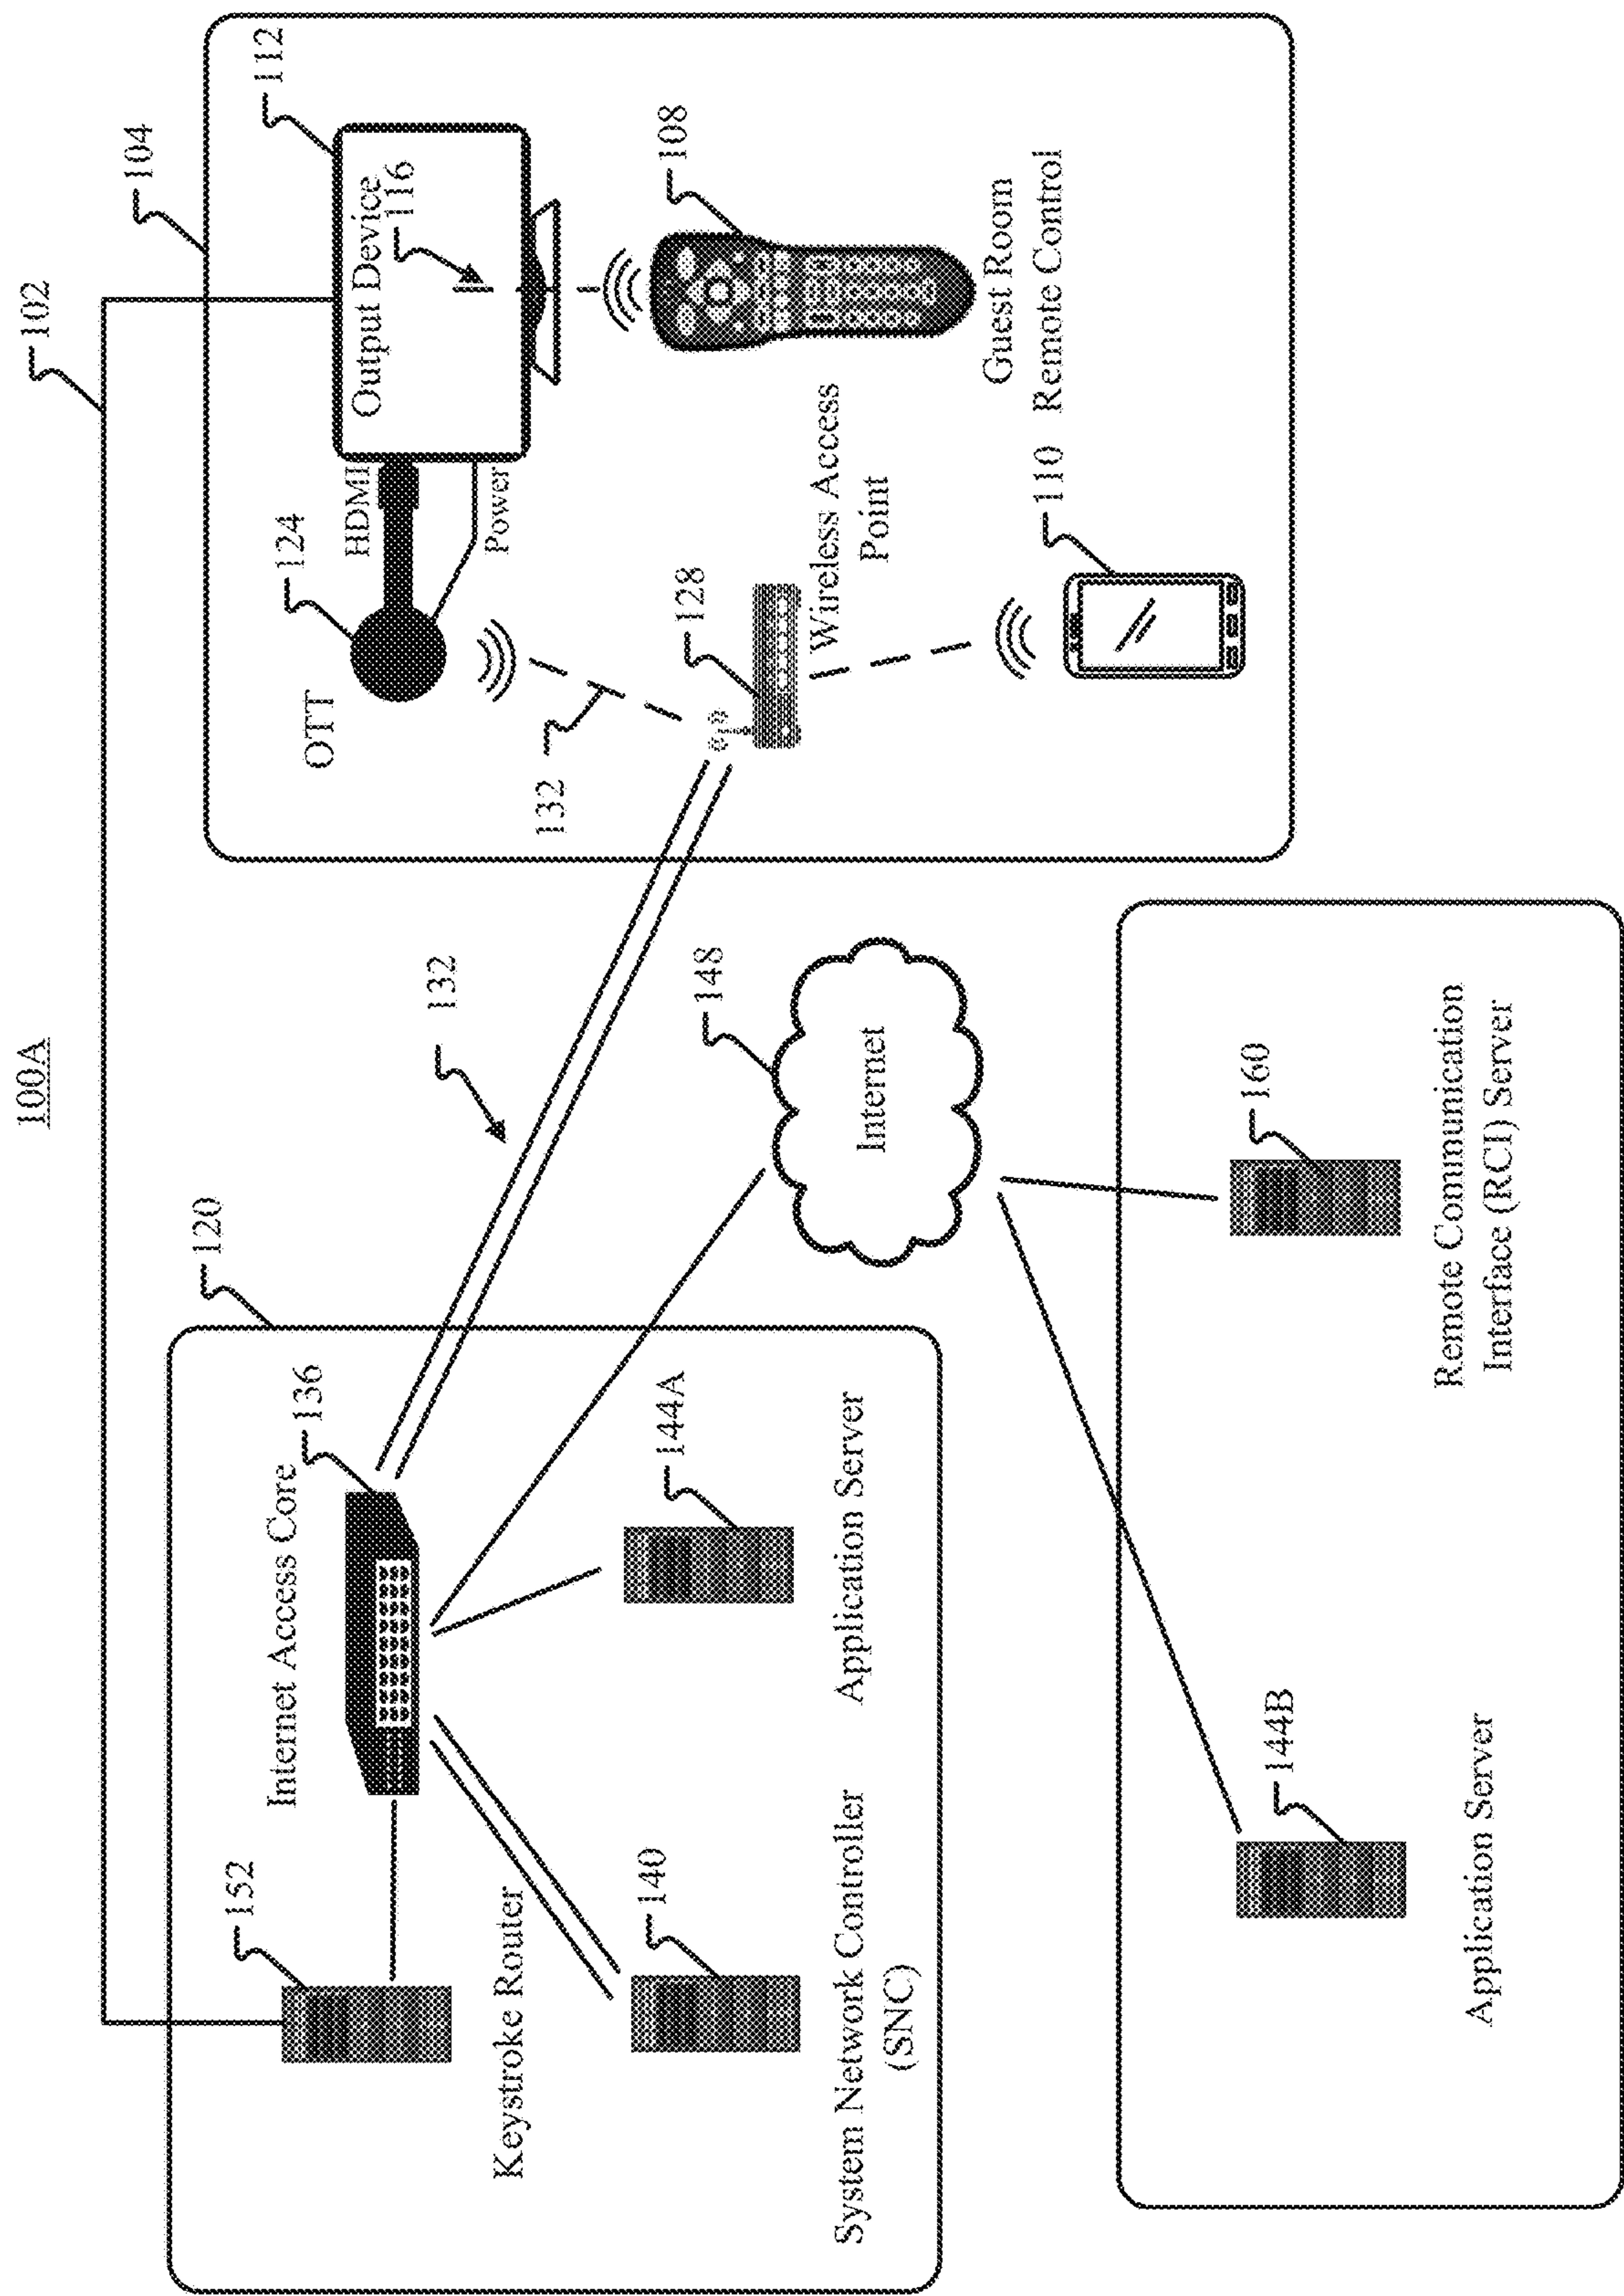 100A
102
104
112
Output Device
116
HDMI
Power
124
OTT
132
108
Guest Room
Remote Control
128
Wireless Access
Point
110
132
120
Internet Access Core
136
152
Keystroke Router
140
System Network Controller
(SNC)
144A
Application Server
148
Internet
160
Remote Communication
Interface (RCI) Server
144B
Application Server